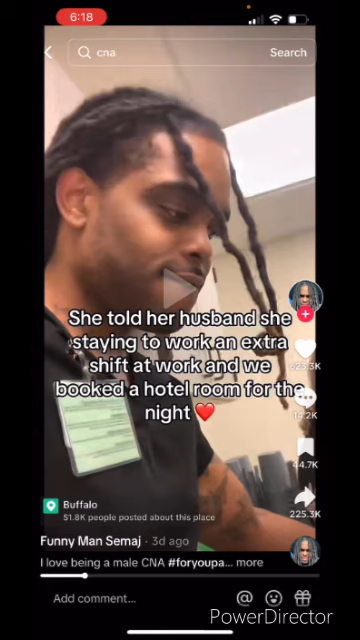 6:18
cna
Search
She told her husband she
staying to work an extra
shift at work and we
booked a hotel room for the
night ❤️
44.7K
225.3K
Buffalo
51.8K people posted about this place
Funny Man Semaj · 3d ago
I love being a male CNA #foryoupa... more
Add comment...
PowerDirector